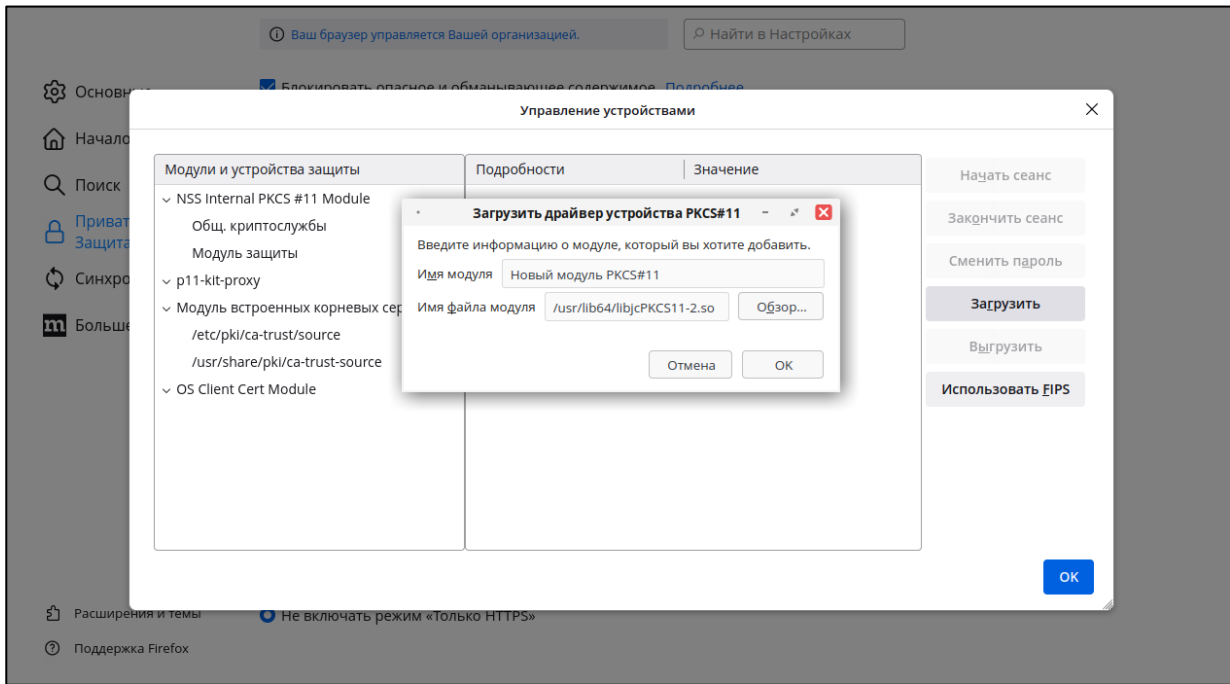 Ваш браузер управляется Вашей организацией.
Найти в Настройках
Блокировать опасное и обманывающее содержимое Подробнее
Управление устройствами
Начало
Поиск
Больше
Расширения и темы
Поддержка Firefox
Модули и устройства защиты
NSS Internal PKCS #11 Module
Общ. криптослужбы
Модуль защиты
p11-kit-proxy
Модуль встроенных корневых
/etc/pki/ca-trust/source
/usr/share/pki/ca-trust-source
OS Client Cert Module
Подробности Значение
Загрузить драйвер устройства PKCS#11
Введите информацию о модуле, который вы хотите добавить.
Имя модуля Новый модуль PKCS#11
Имя файла модуля /usr/lib64/libjcPKCS11-2.so Обзор...
Отмена OK
Начать сеанс
Закончить сеанс
Сменить пароль
Загрузить
Выгрузить
Использовать FIPS
OK
Не включать режим «Только HTTPS»